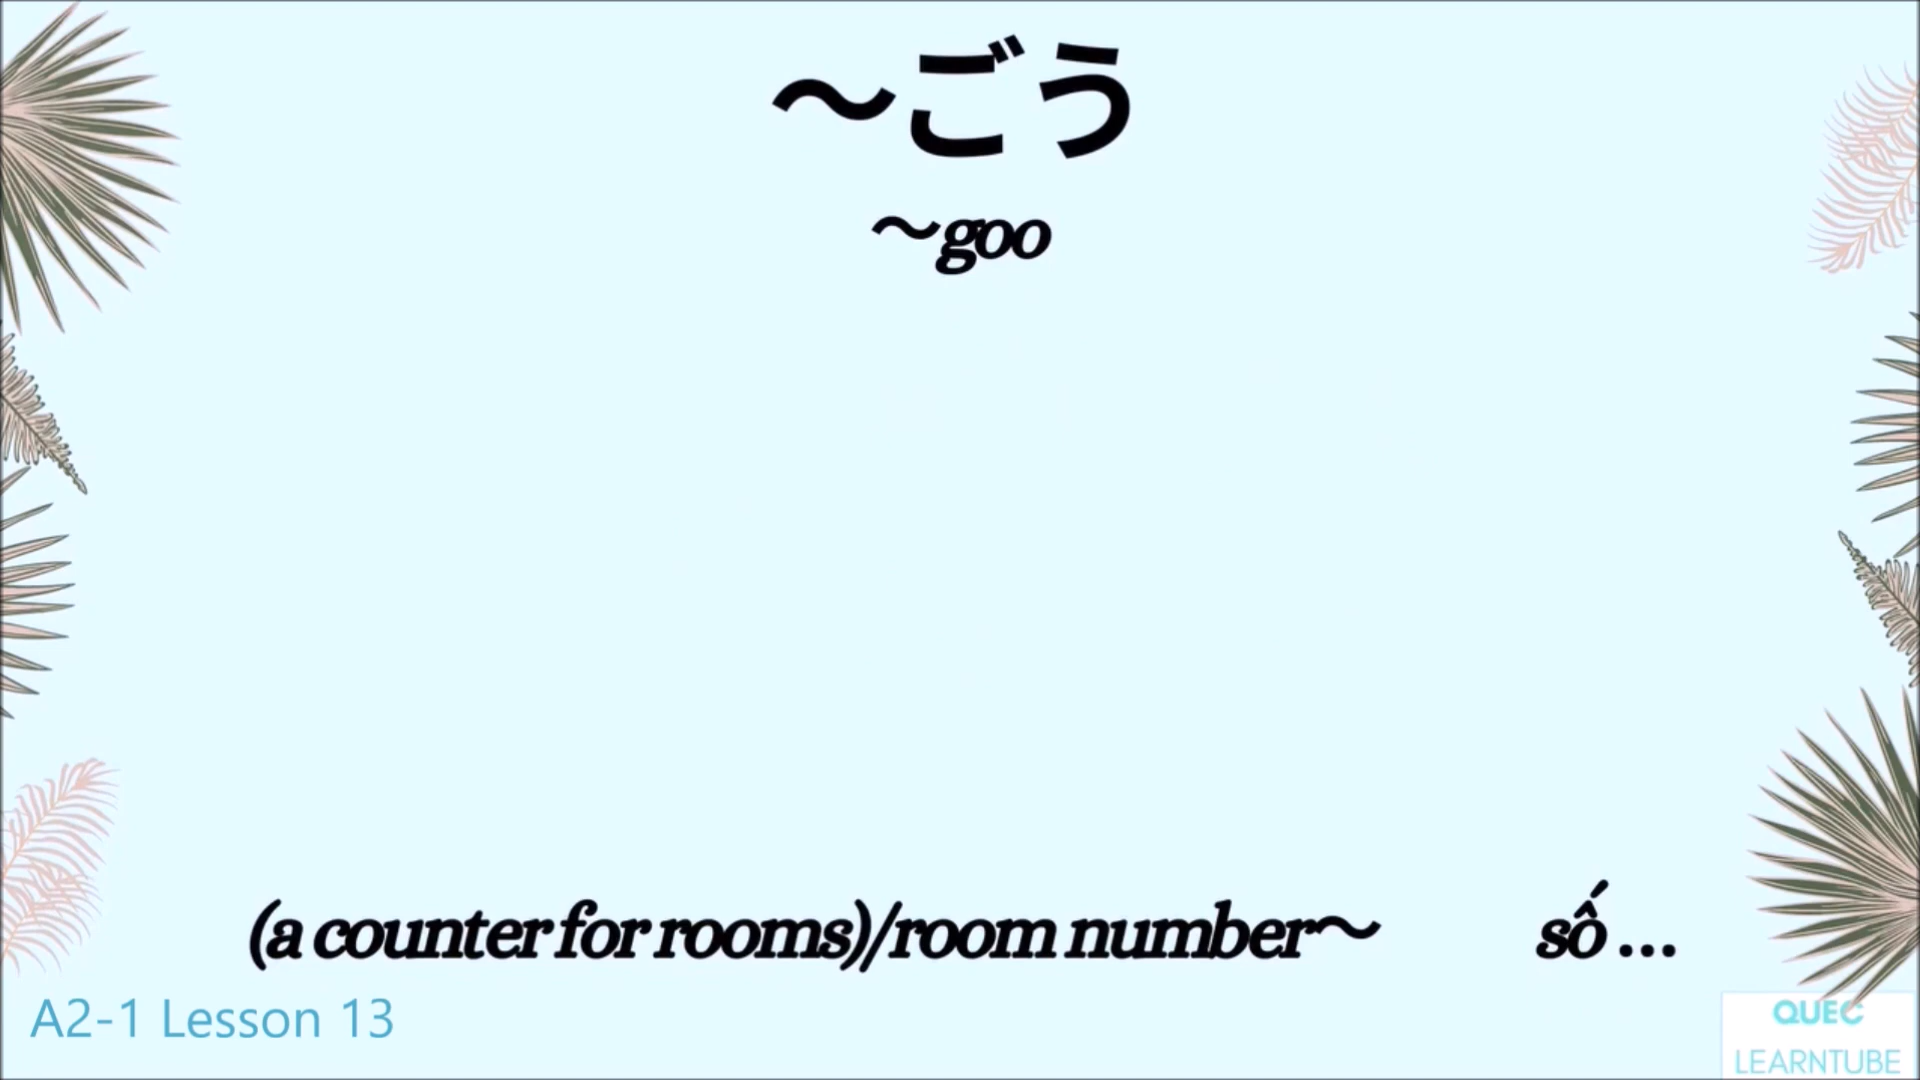 ～ごう
～goo
(a counter for rooms)/room number～ số ...
A2-1 Lesson 13
QUEC
LEARNTUBE